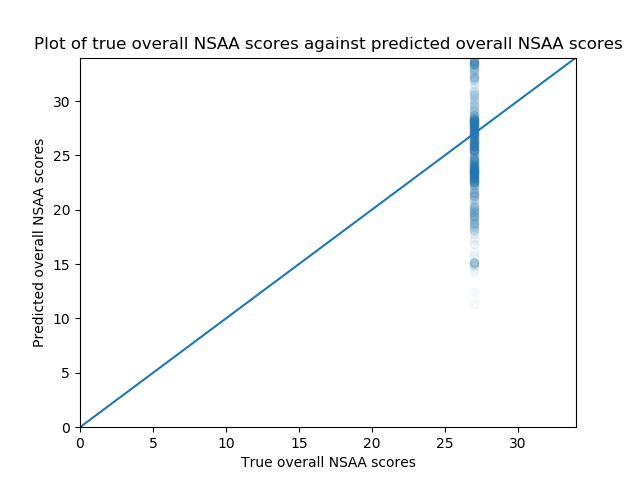 Plot of true overall NSAA scores against predicted overall NSAA scores
Predicted overall NSAA scores
30
25
20
15
10
5
0
0 5 10 15 20 25 30
True overall NSAA scores